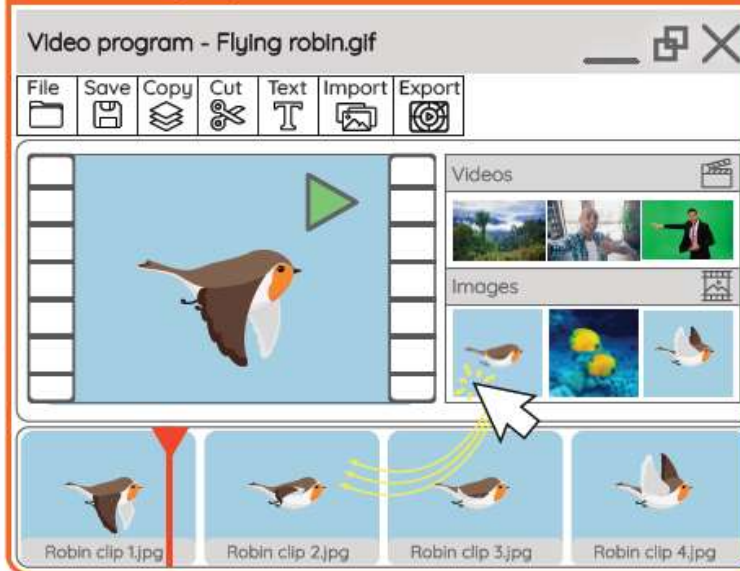 Video program - Flying robin.gif
File Save Copy Cut Text Import Export
Videos
Images
Robin clip 1.jpg Robin clip 2.jpg Robin clip 3.jpg Robin clip 4.jpg